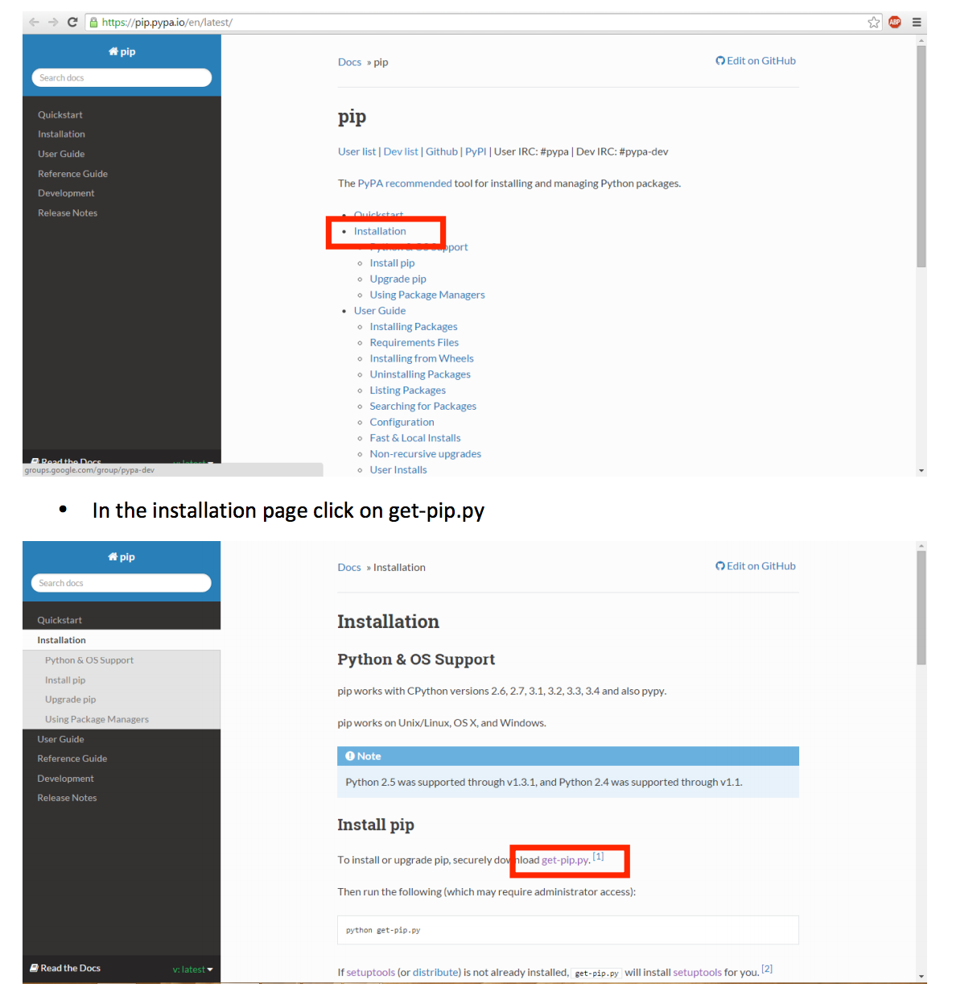 https://pip.pypa.io/en/latest/
ABP
pip
Search docs
Quickstart
Installation
User Guide
Reference Guide
Development
Release Notes
Read the Docs
v: latest
groups.google.com/group/pypa-dev
Docs » pip
Edit on GitHub
pip
User list | Dev list | Github | PyPI | User IRC: #pypa | Dev IRC: #pypa-dev
The PyPA recommended tool for installing and managing Python packages.
• Quickstart
• Installation
◦ Python & OS Support
◦ Install pip
◦ Upgrade pip
◦ Using Package Managers
• User Guide
◦ Installing Packages
◦ Requirements Files
◦ Installing from Wheels
◦ Uninstalling Packages
◦ Listing Packages
◦ Searching for Packages
◦ Configuration
◦ Fast & Local Installs
◦ Non-recursive upgrades
◦ User Installs
• In the installation page click on get-pip.py
pip
Search docs
Quickstart
Installation
Python & OS Support
Install pip
Upgrade pip
Using Package Managers
User Guide
Reference Guide
Development
Release Notes
Read the Docs
v: latest
Docs » Installation
Edit on GitHub
Installation
Python & OS Support
pip works with CPython versions 2.6, 2.7, 3.1, 3.2, 3.3, 3.4 and also pypy.
pip works on Unix/Linux, OS X, and Windows.
Note
Python 2.5 was supported through v1.3.1, and Python 2.4 was supported through v1.1.
Install pip
To install or upgrade pip, securely download get-pip.py. [1]
Then run the following (which may require administrator access):
python get-pip.py
If setuptools (or distribute) is not already installed, get-pip.py will install setuptools for you. [2]